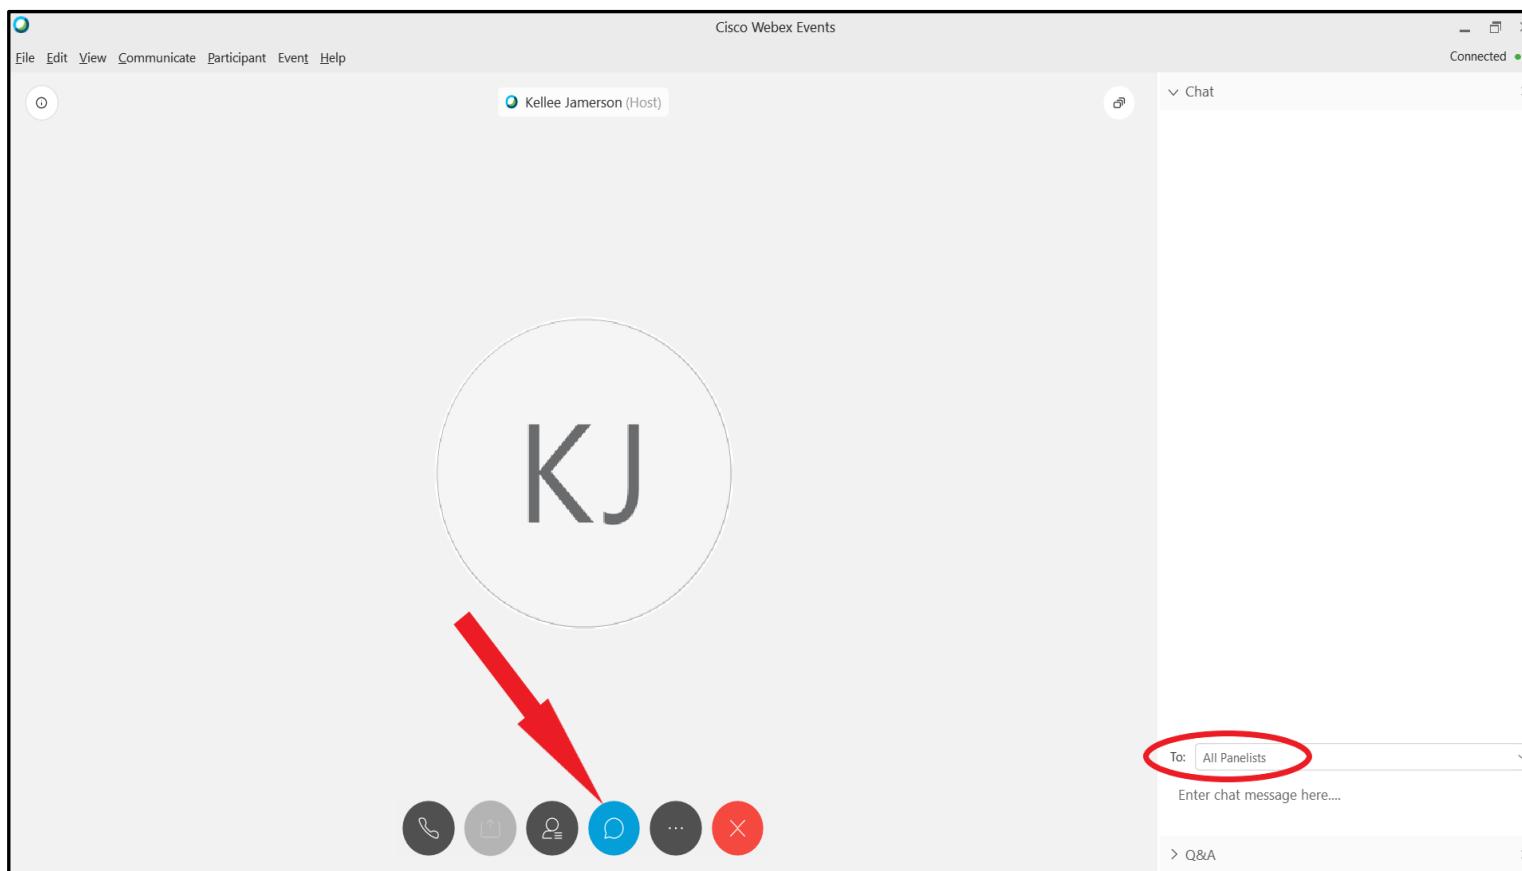 Cisco Webex Events
File Edit View Communicate Participant Event Help
Connected
Kellee Jamerson (Host)
Chat
KJ
To: All Panelists
Enter chat message here....
Q&A